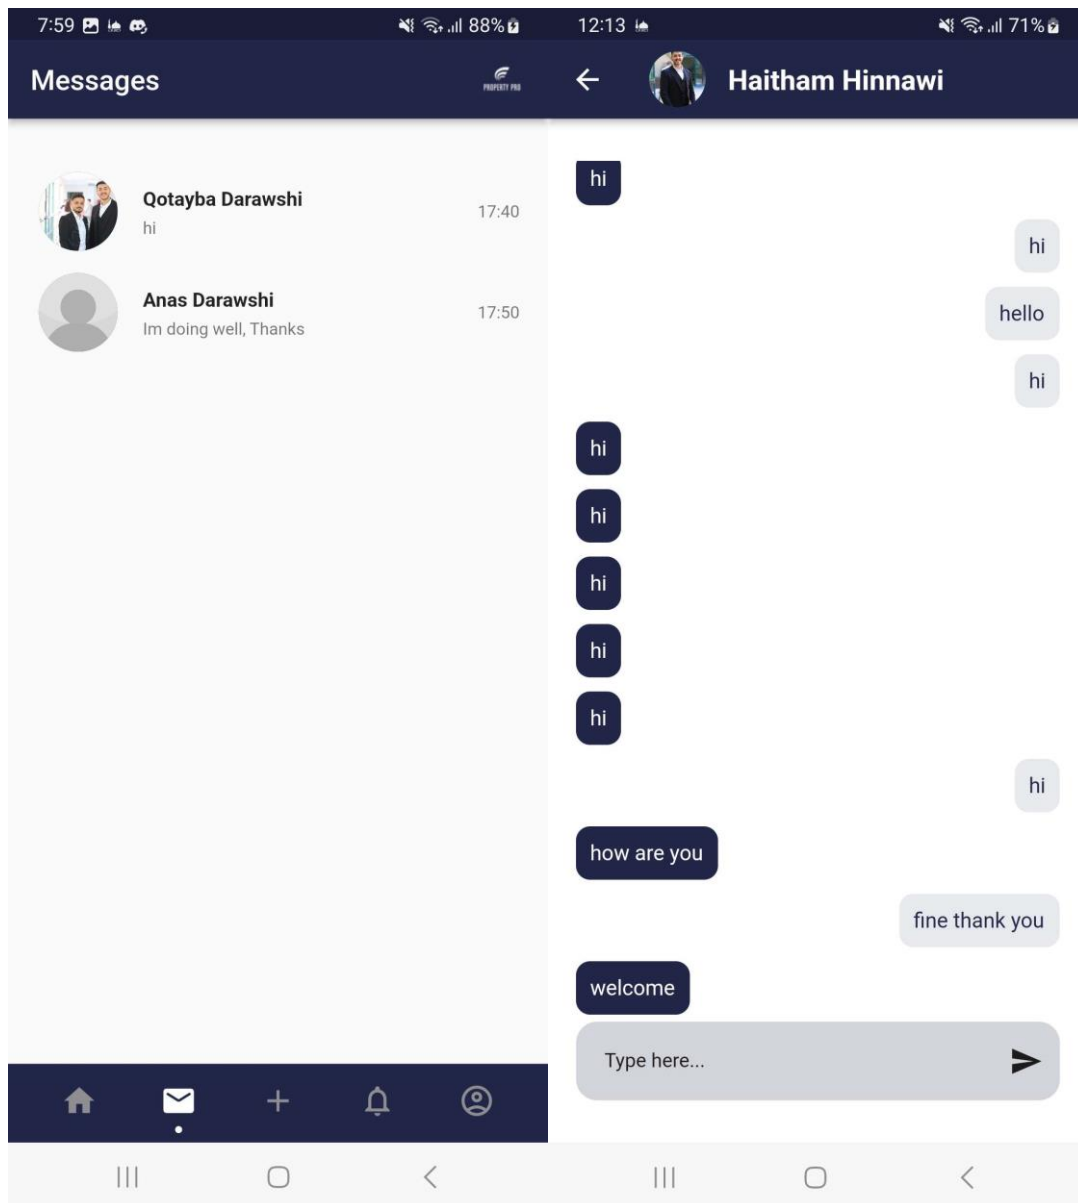 7:59
88%
Messages
PROPERTY PRO
Qotayba Darawshi
hi
17:40
Anas Darawshi
Im doing well, Thanks
17:50
12:13
71%
Haitham Hinnawi
hi
hi
hello
hi
hi
hi
hi
hi
hi
hi
how are you
fine thank you
welcome
Type here...